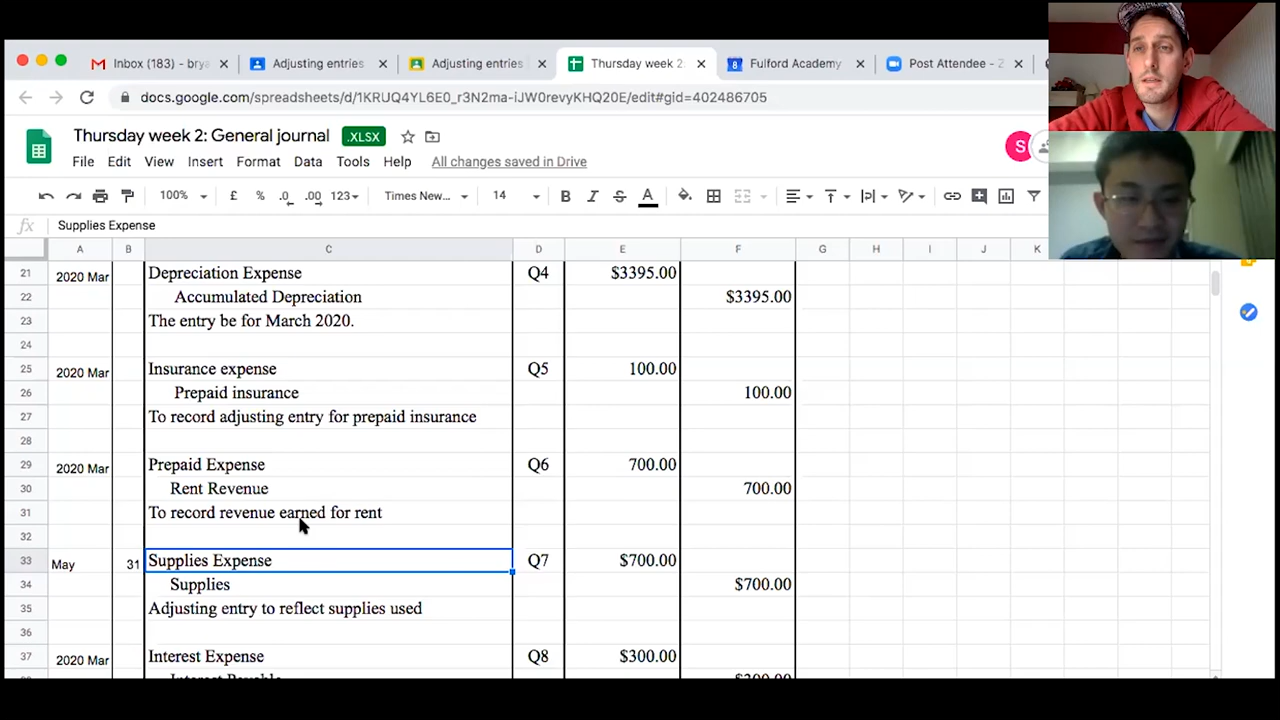 Inbox (183) - bry
Adjusting entries
Adjusting entries
Thursday week 2
Fulford Academy
Post Attendee - Z
docs.google.com/spreadsheets/d/1KRUQ4YL6E0_r3N2ma-iJW0revyKHQ20E/edit#gid=402486705
Thursday week 2: General journal .XLSX
S
File Edit View Insert Format Data Tools Help All changes saved in Drive
100% £ % .0 .00 123 Times New... 14 B I S A
fx Supplies Expense
A B C D E F G H I J K
21 2020 Mar Depreciation Expense Q4 $3395.00
22 Accumulated Depreciation $3395.00
23 The entry be for March 2020.
24
25 2020 Mar Insurance expense Q5 100.00
26 Prepaid insurance 100.00
27 To record adjusting entry for prepaid insurance
28
29 2020 Mar Prepaid Expense Q6 700.00
30 Rent Revenue 700.00
31 To record revenue earned for rent
32
33 May 31 Supplies Expense Q7 $700.00
34 Supplies $700.00
35 Adjusting entry to reflect supplies used
36
37 2020 Mar Interest Expense Q8 $300.00
Interest Payable $300.00